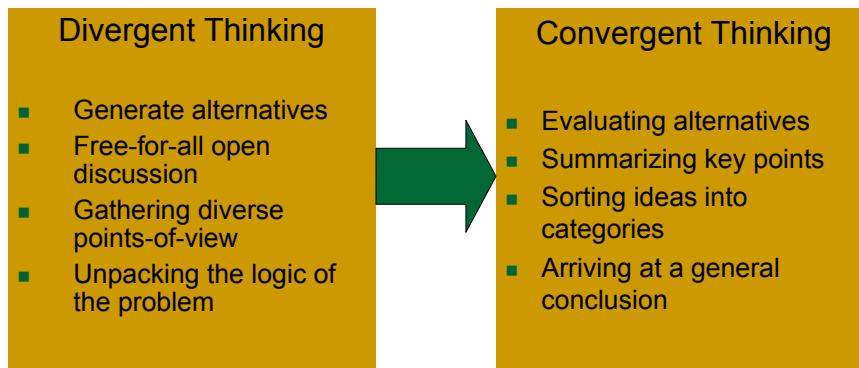 Divergent Thinking
Generate alternatives
Free-for-all open
discussion
Gathering diverse
points-of-view
Unpacking the logic of
the problem
Convergent Thinking
Evaluating alternatives
Summarizing key points
Sorting ideas into
categories
Arriving at a general
conclusion